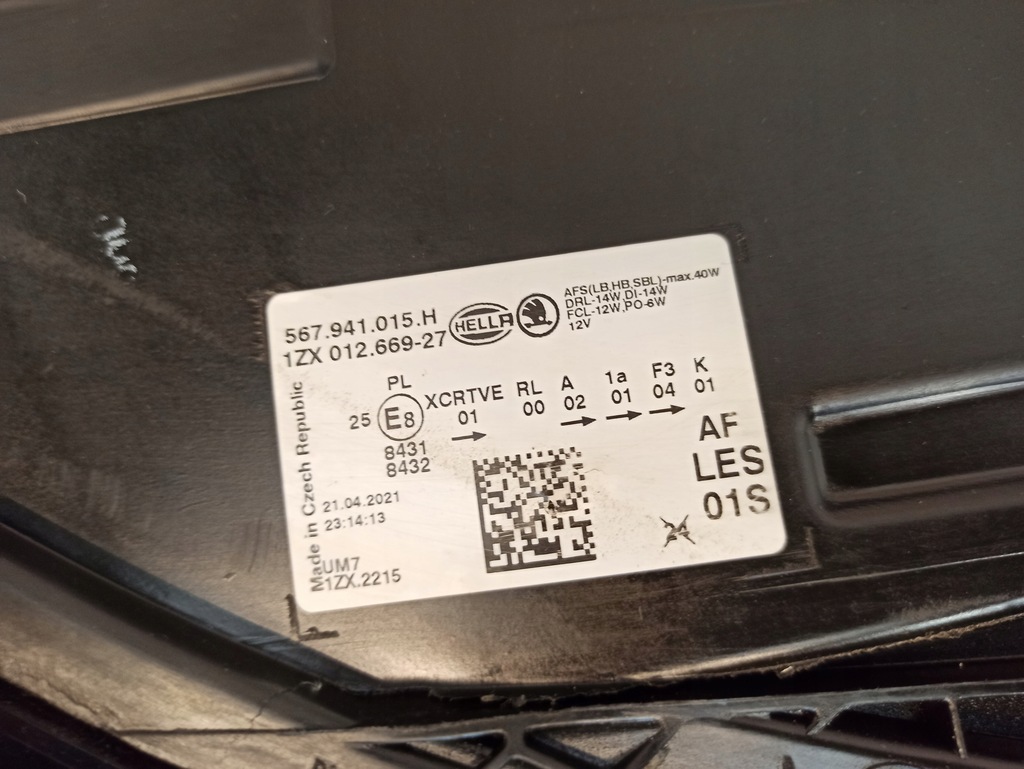 567.941.015.H
1ZX 012.669-27
HELLA
AFS(LB,HB,SBL)-max.40W
DRL-14W,DI-14W
FCL-12W,PO-6W
12V
Made in Czech Republic
PL
25 E8 XCRTVE RL A 1a F3 K
01 00 02 01 04 01
→ → → →
8431
8432
21.04.2021
23:14:13
UM7
1ZX.2215
AF
LES
01S